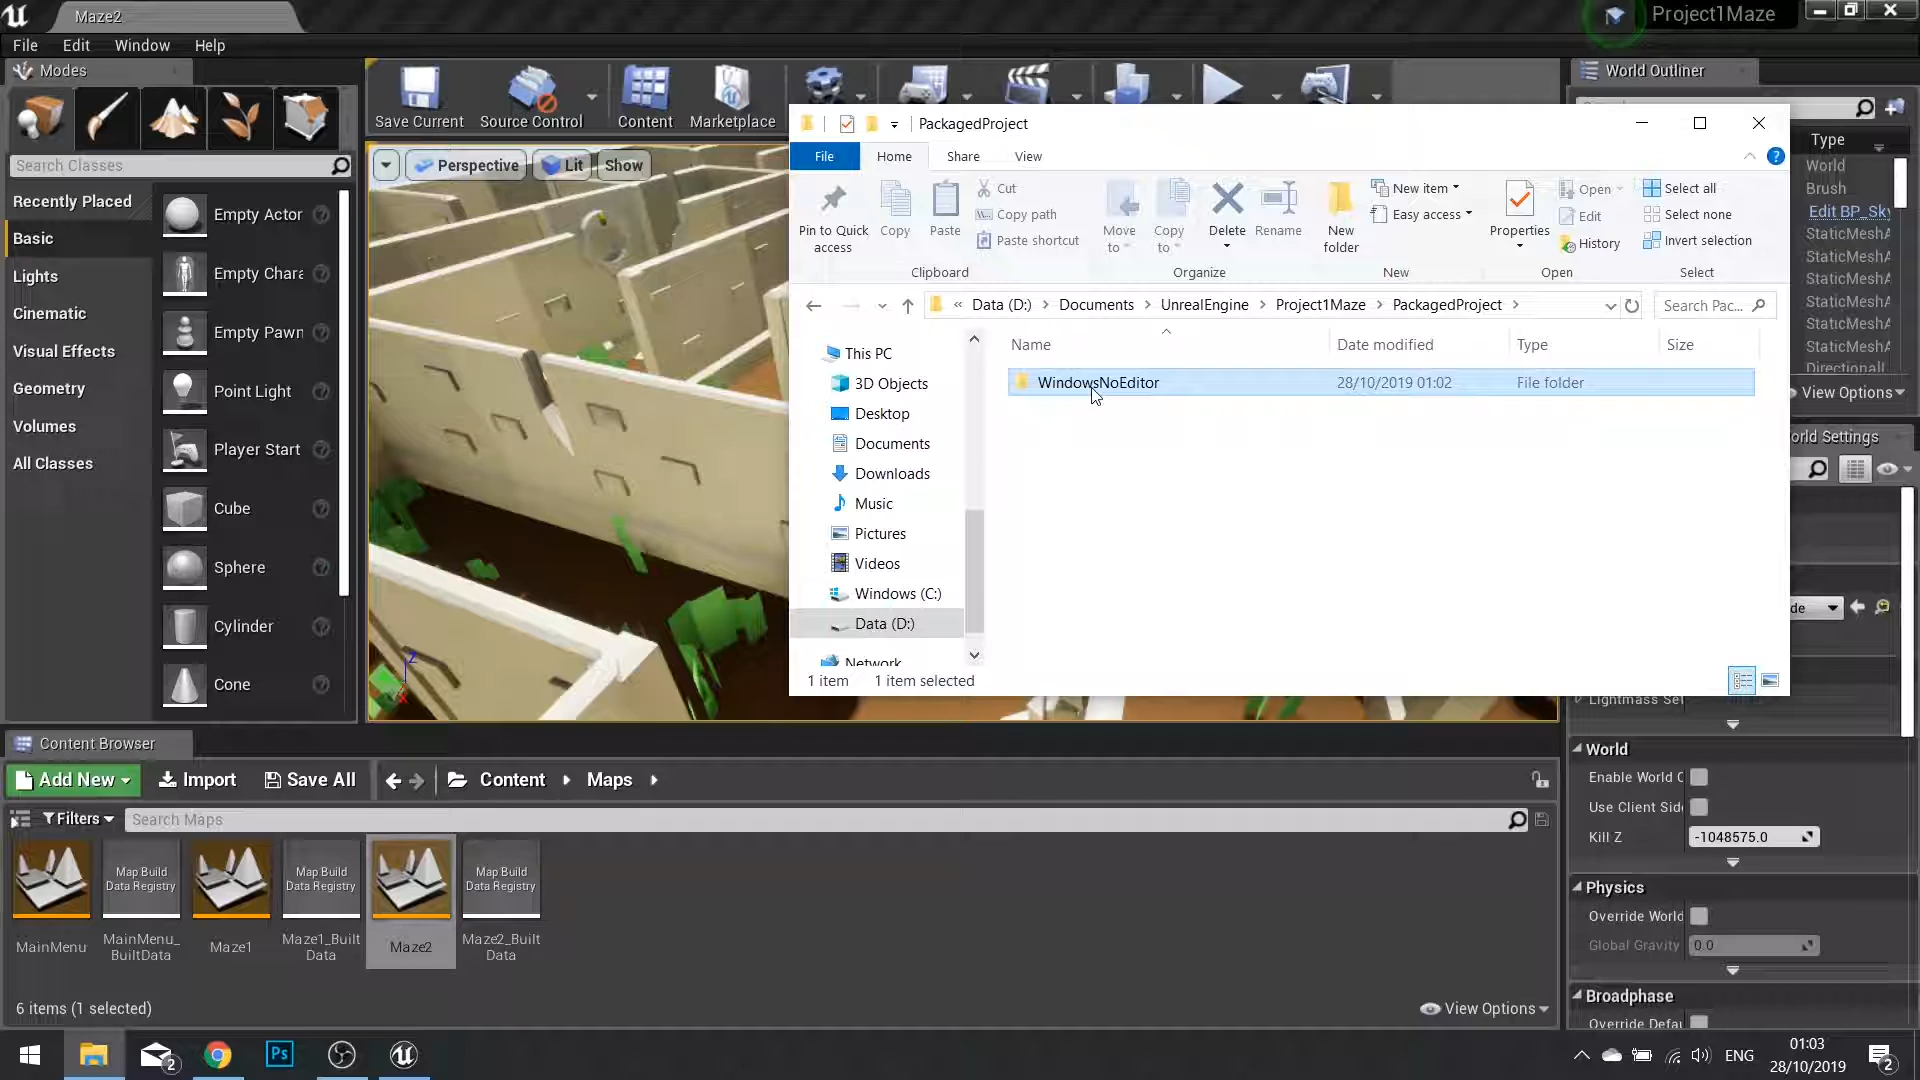 Maze2
Project1Maze
File Edit Window Help
Modes
Search Classes
Recently Placed
Basic
Lights
Cinematic
Visual Effects
Geometry
Volumes
All Classes
Empty Actor
Empty Chara
Empty Pawn
Point Light
Player Start
Cube
Sphere
Cylinder
Cone
Save Current
Source Control
Content
Marketplace
Perspective
Lit
Show
PackagedProject
File Home Share View
Pin to Quick access
Copy
Paste
Cut
Copy path
Paste shortcut
Clipboard
Move to
Copy to
Delete
Rename
Organize
New folder
New item
Easy access
New
Properties
Open
Edit
History
Open
Select all
Select none
Invert selection
Select
« Data (D:) > Documents > UnrealEngine > Project1Maze > PackagedProject >
Search Pac...
This PC
3D Objects
Desktop
Documents
Downloads
Music
Pictures
Videos
Windows (C:)
Data (D:)
Network
Name Date modified Type Size
WindowsNoEditor 28/10/2019 01:02 File folder
1 item 1 item selected
World Outliner
Type
World
Brush
Edit BP_Sky
StaticMeshA
StaticMeshA
StaticMeshA
StaticMeshA
StaticMeshA
StaticMeshA
Directionall
View Options
orld Settings
de
Lightmass Se
World
Enable World C
Use Client Side
Kill Z -1048575.0
Physics
Override World
Global Gravity 0.0
Broadphase
Override Defau
Content Browser
Add New Import Save All Content Maps
Filters Search Maps
Map Build Data Registry
Map Build Data Registry
Map Build Data Registry
MainMenu
MainMenu_
BuiltData
Maze1
Maze1_Built
Data
Maze2
Maze2_Built
Data
6 items (1 selected)
View Options
2
Ps
ENG
01:03
28/10/2019
2